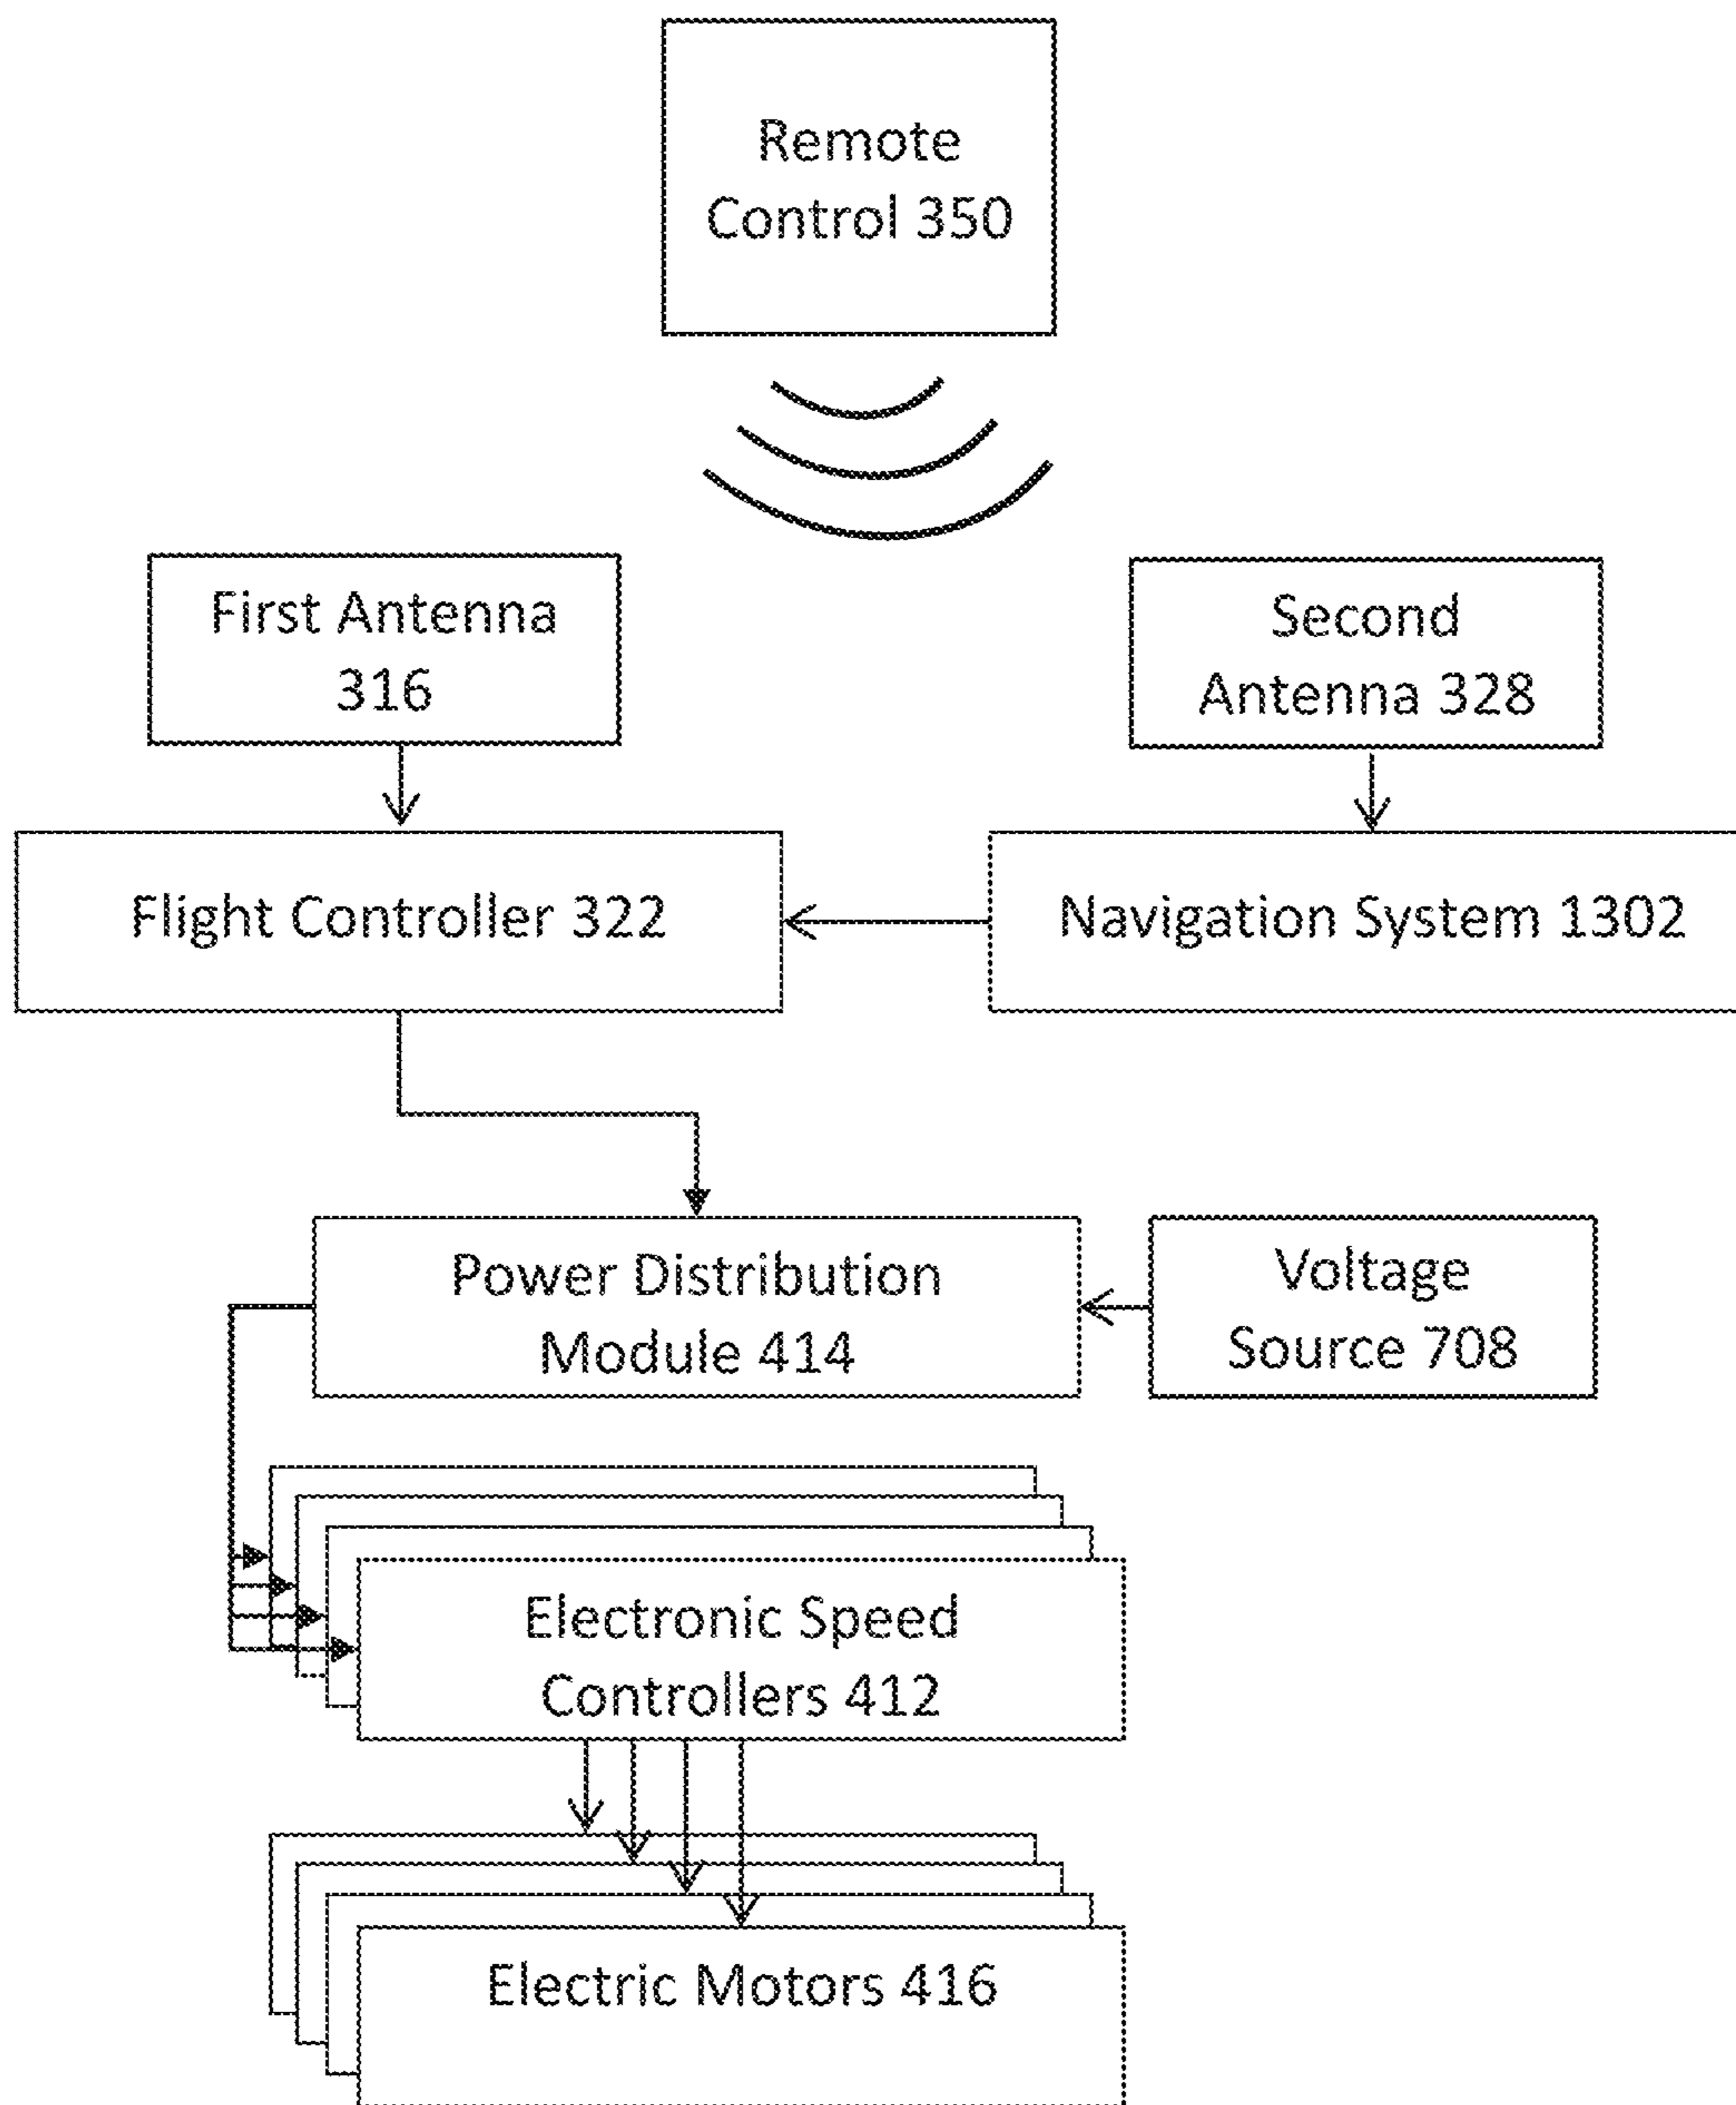 Remote
Control 350
First Antenna
316
Second
Antenna 328
Flight Controller 322
Navigation System 1302
Power Distribution
Module 414
Voltage
Source 708
Electronic Speed
Controllers 412
Electric Motors 416